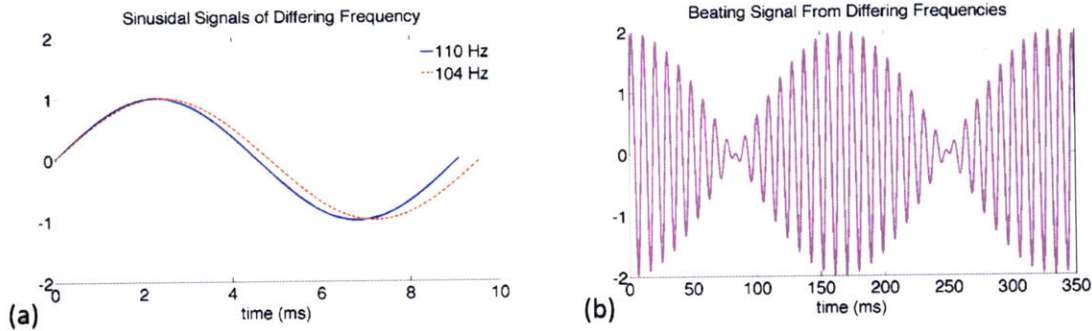 Sinusidal Signals of Differing Frequency
2
1
0
-1
-2
110 Hz
104 Hz
0 2 4 6 8 10
time (ms)
(a)
Beating Signal From Differing Frequencies
2
1
0
-1
-2
0 50 100 150 200 250 300 350
time (ms)
(b)